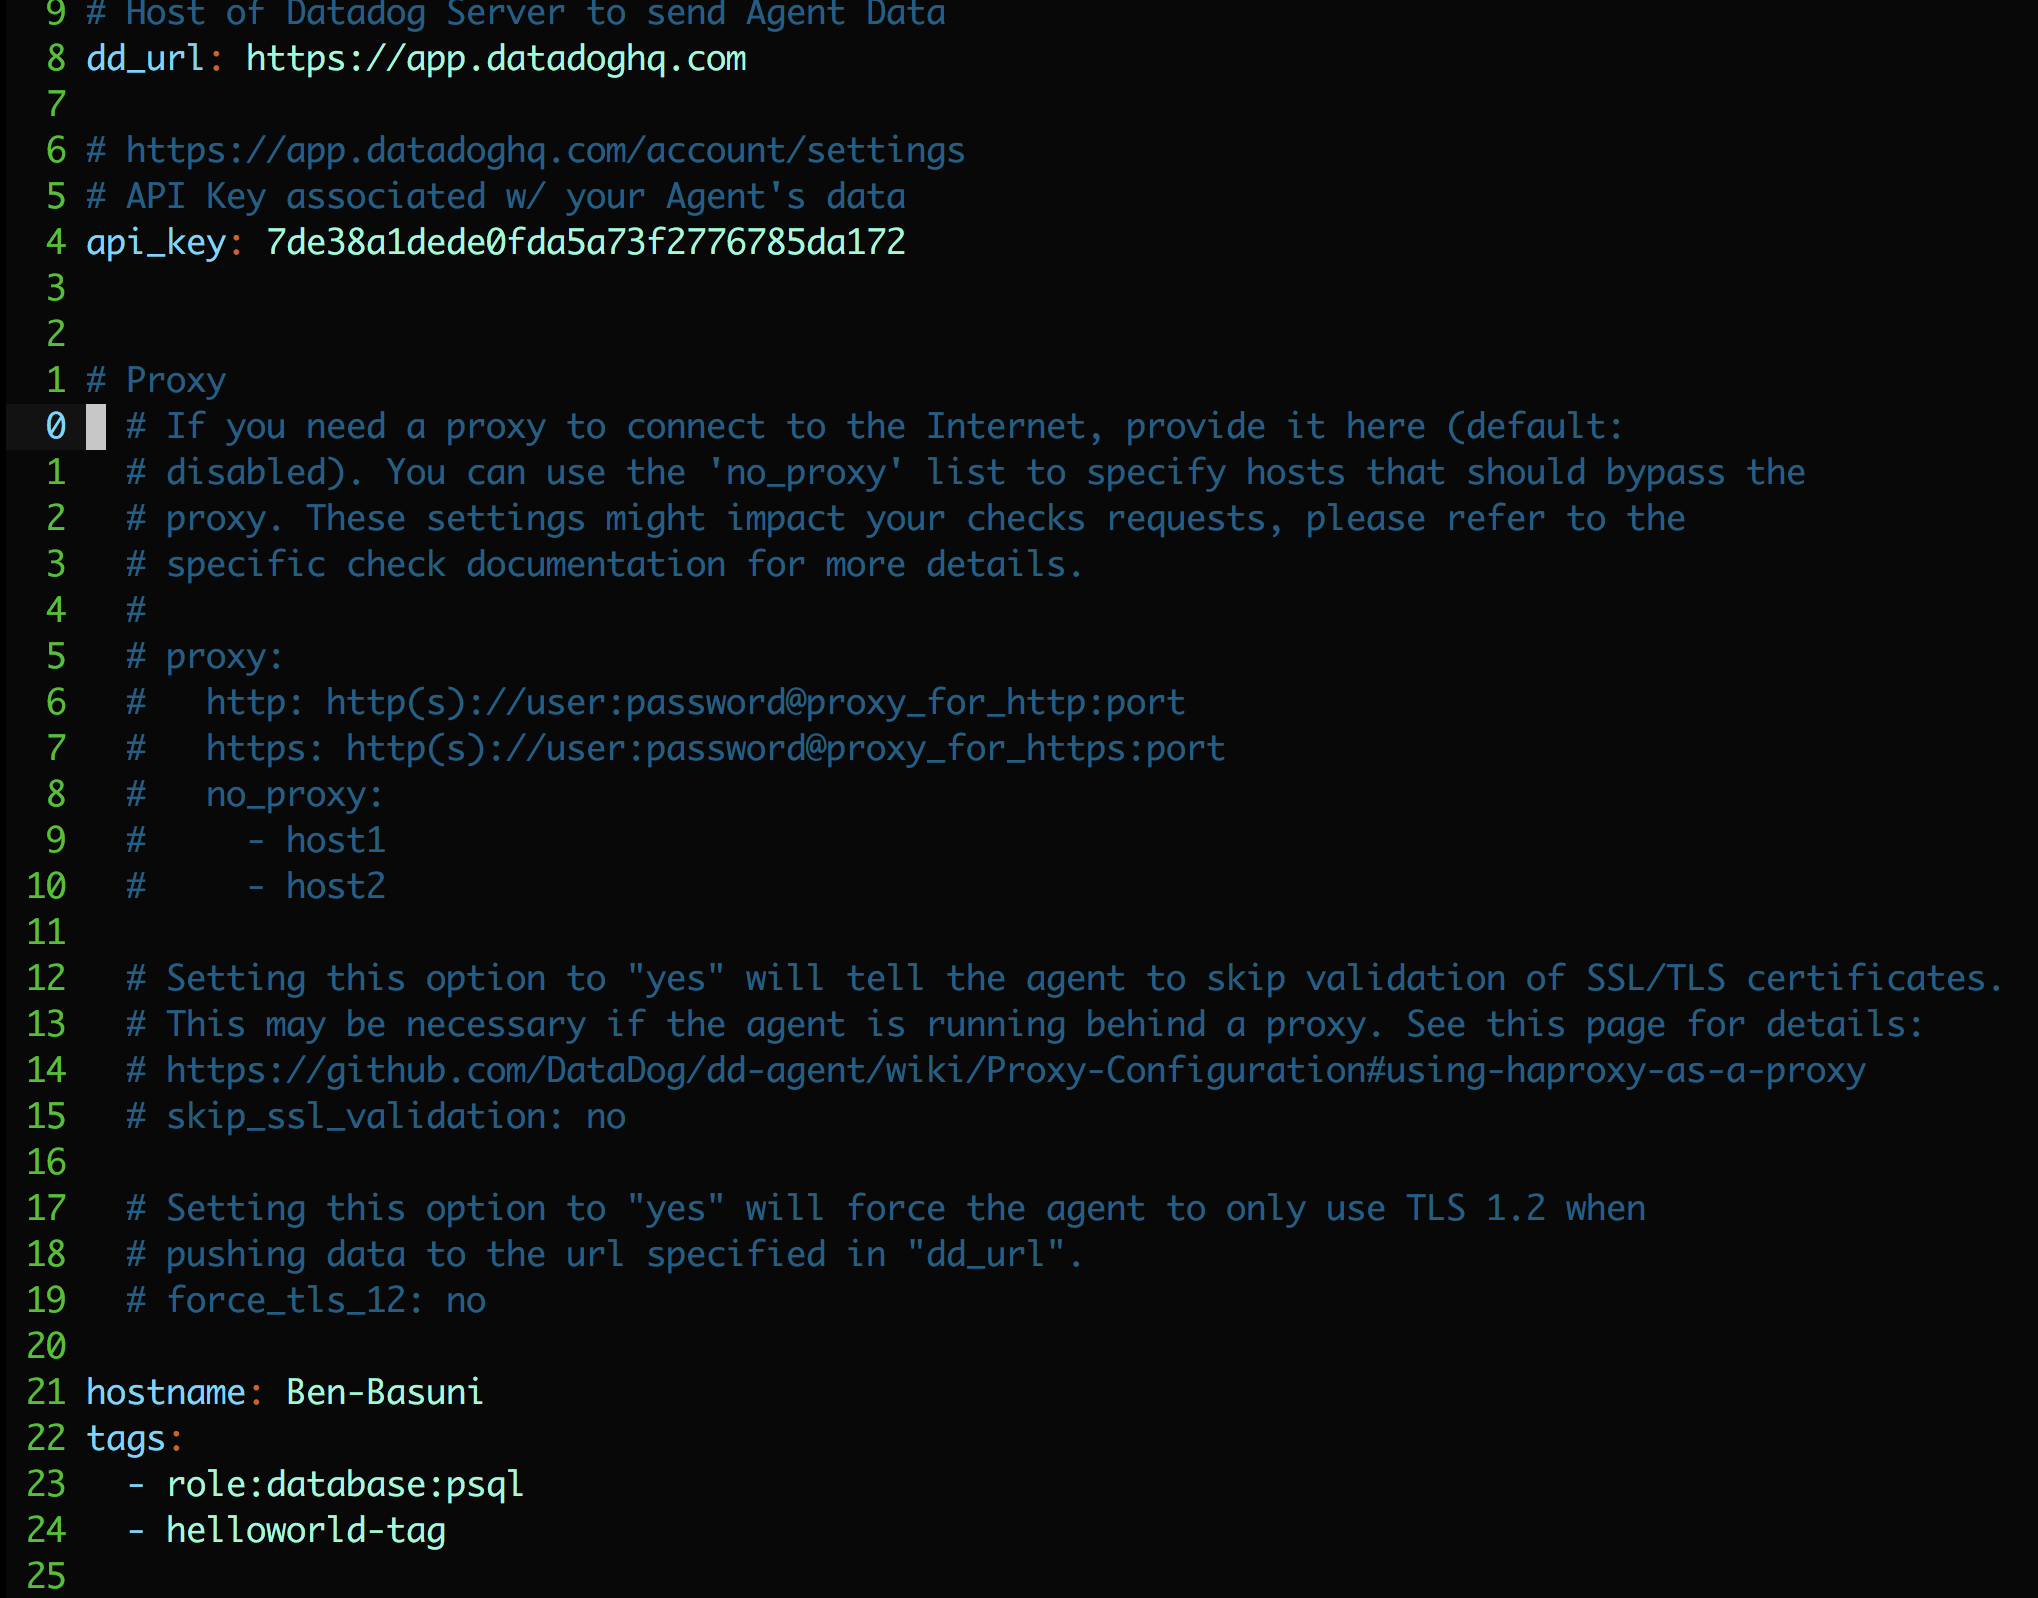 9 # Host of Datadog Server to send Agent Data
8 dd_url: https://app.datadoghq.com
7
6 # https://app.datadoghq.com/account/settings
5 # API Key associated w/ your Agent's data
4 api_key: 7de38a1dede0fda5a73f2776785da172
3
2
1 # Proxy
0   # If you need a proxy to connect to the Internet, provide it here (default:
1   # disabled). You can use the 'no_proxy' list to specify hosts that should bypass the
2   # proxy. These settings might impact your checks requests, please refer to the
3   # specific check documentation for more details.
4   #
5   # proxy:
6   #   http: http(s)://user:password@proxy_for_http:port
7   #   https: http(s)://user:password@proxy_for_https:port
8   #   no_proxy:
9   #     - host1
10   #     - host2
11
12   # Setting this option to "yes" will tell the agent to skip validation of SSL/TLS certificates.
13   # This may be necessary if the agent is running behind a proxy. See this page for details:
14   # https://github.com/DataDog/dd-agent/wiki/Proxy-Configuration#using-haproxy-as-a-proxy
15   # skip_ssl_validation: no
16
17   # Setting this option to "yes" will force the agent to only use TLS 1.2 when
18   # pushing data to the url specified in "dd_url".
19   # force_tls_12: no
20
21 hostname: Ben-Basuni
22 tags:
23   - role:database:psql
24   - helloworld-tag
25